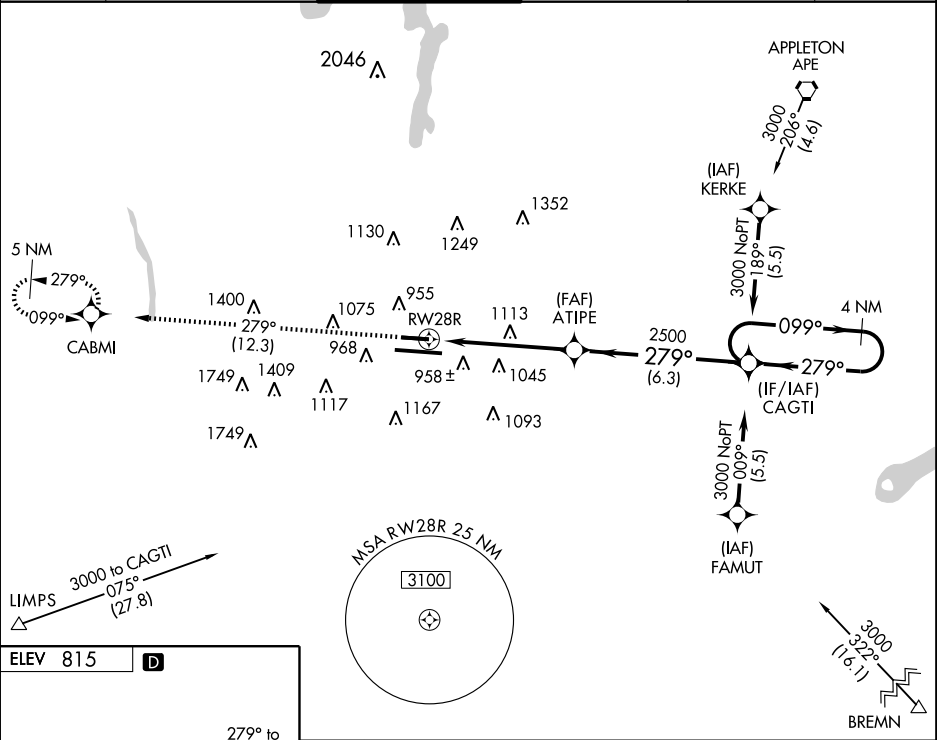 2046
APPLETON
APE
3000
206°
(4.6)
(IAF)
KERKE
1352
1130
1249
3000 NoPT
189°
(5.5)
5 NM
279°
099°
CABMI
1400
1075
955
RW28R
(FAF)
ATIPE
1113
4 NM
099°
279°
(12.3)
968
2500
279°
(6.3)
279°
(IF/IAF)
CAGTI
958±
1045
1749
1409
1117
1167
1093
1749
3000 NoPT
009°
(5.5)
(IAF)
FAMUT
MSA RW28R 25 NM
3100
3000 to CAGTI
075°
(27.8)
LIMPS
3000
322°
(16.1)
BREMN
ELEV 815
D
279° to